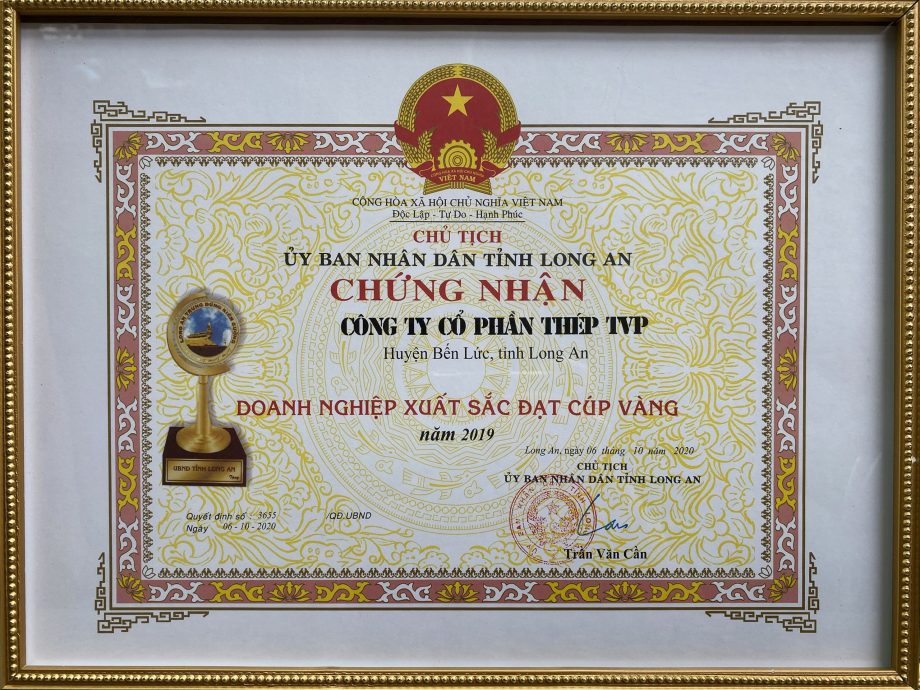 CỘNG HÒA XÃ HỘI CHỦ NGHĨA
VIỆT NAM
CỘNG HÒA XÃ HỘI CHỦ NGHĨA VIỆT NAM
Độc Lập - Tự Do - Hạnh Phúc
CHỦ TỊCH
ỦY BAN NHÂN DÂN TỈNH LONG AN
CHỨNG NHẬN
CÔNG TY CỔ PHẦN THÉP TVP
Huyện Bến Lức, tỉnh Long An
DOANH NGHIỆP XUẤT SẮC ĐẠT CÚP VÀNG
năm 2019
UBND TỈNH LONG AN
Tặng
Long An, ngày 06 tháng 10 năm 2020
CHỦ TỊCH
ỦY BAN NHÂN DÂN TỈNH LONG AN
Quyết định số : 3655 /QĐ.UBND
Ngày 06-10-2020
Trần Văn Cần